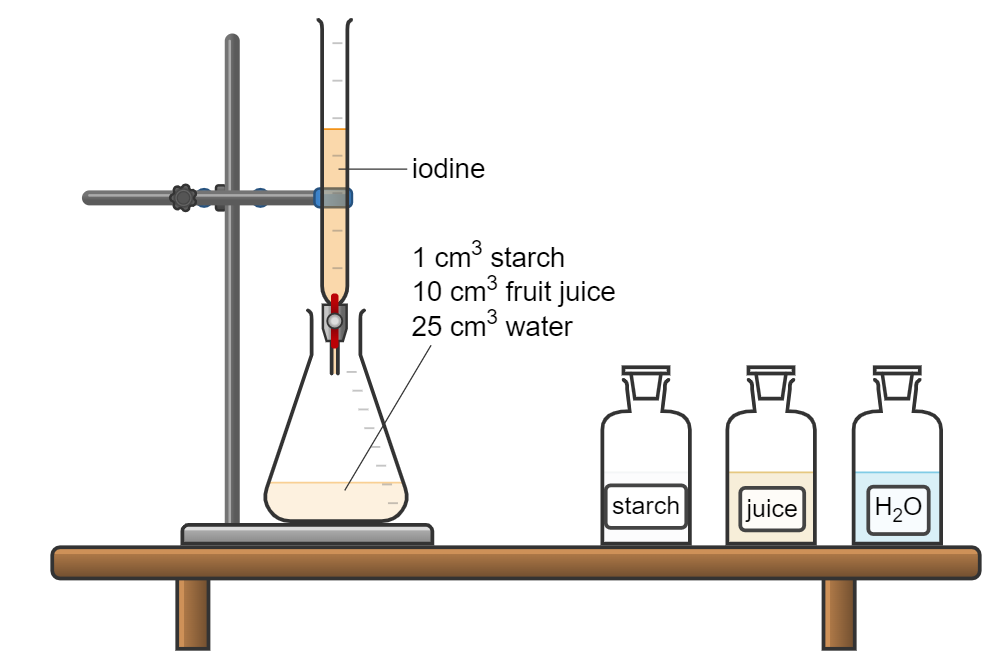 iodine
1 cm³ starch
10 cm³ fruit juice
25 cm³ water
starch
juice
H₂O